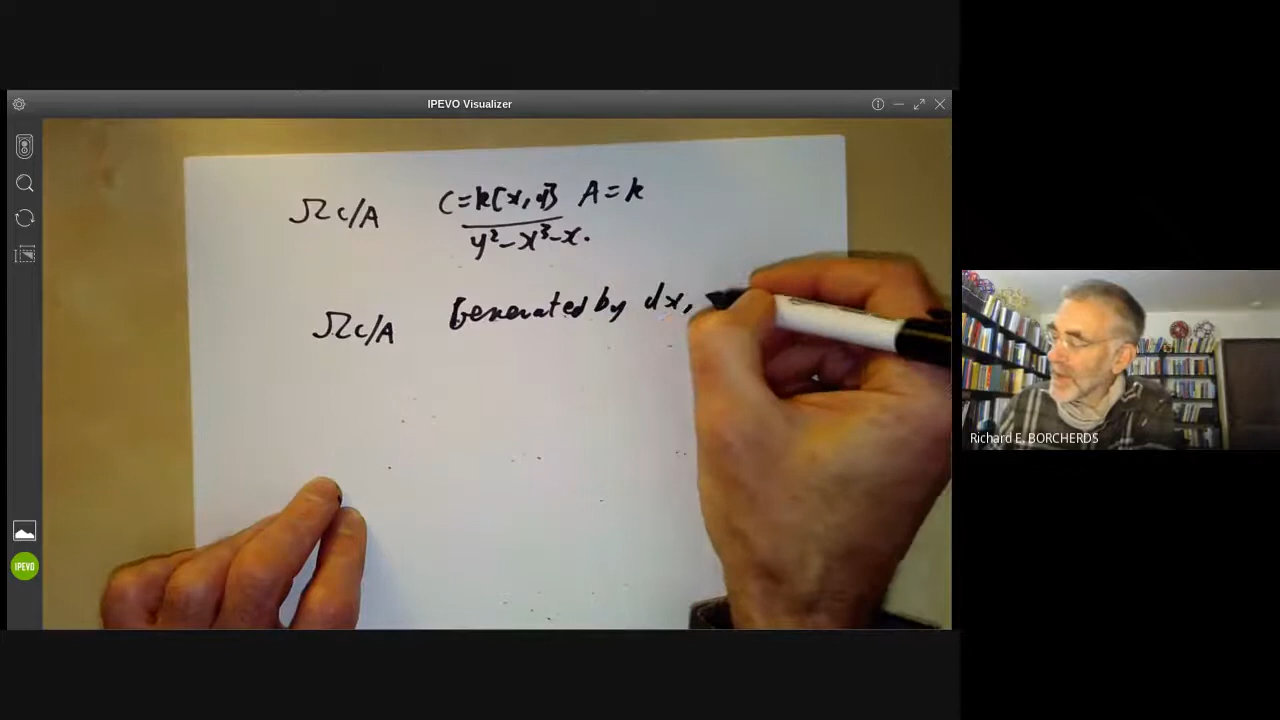 IPEVO Visualizer
Ω C/A C=k[x,y] A=k
y²-x³-x.
Ω C/A Generated by dx,
IPEVO
Richard E. BORCHERDS